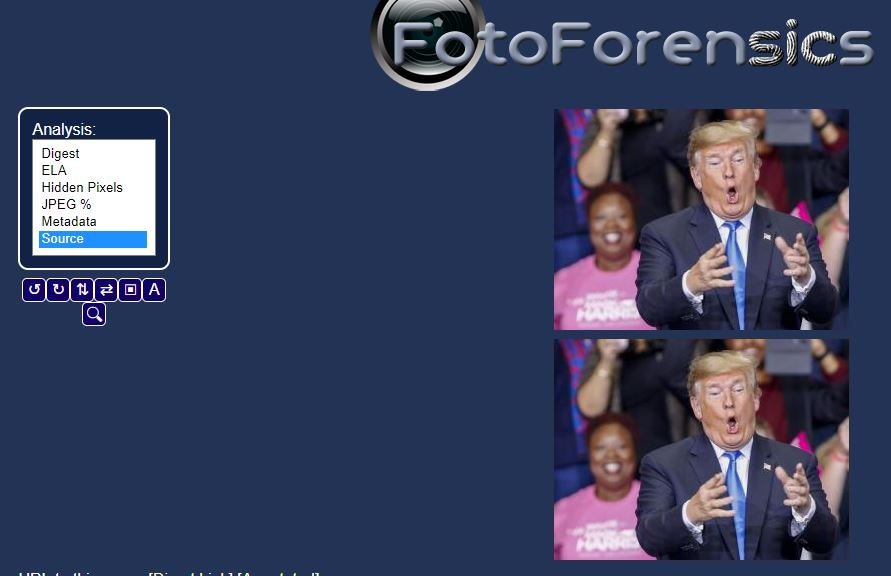 FotoForensics
Analysis:
Digest
ELA
Hidden Pixels
JPEG %
Metadata
Source
A
HARRIS
HARRIS